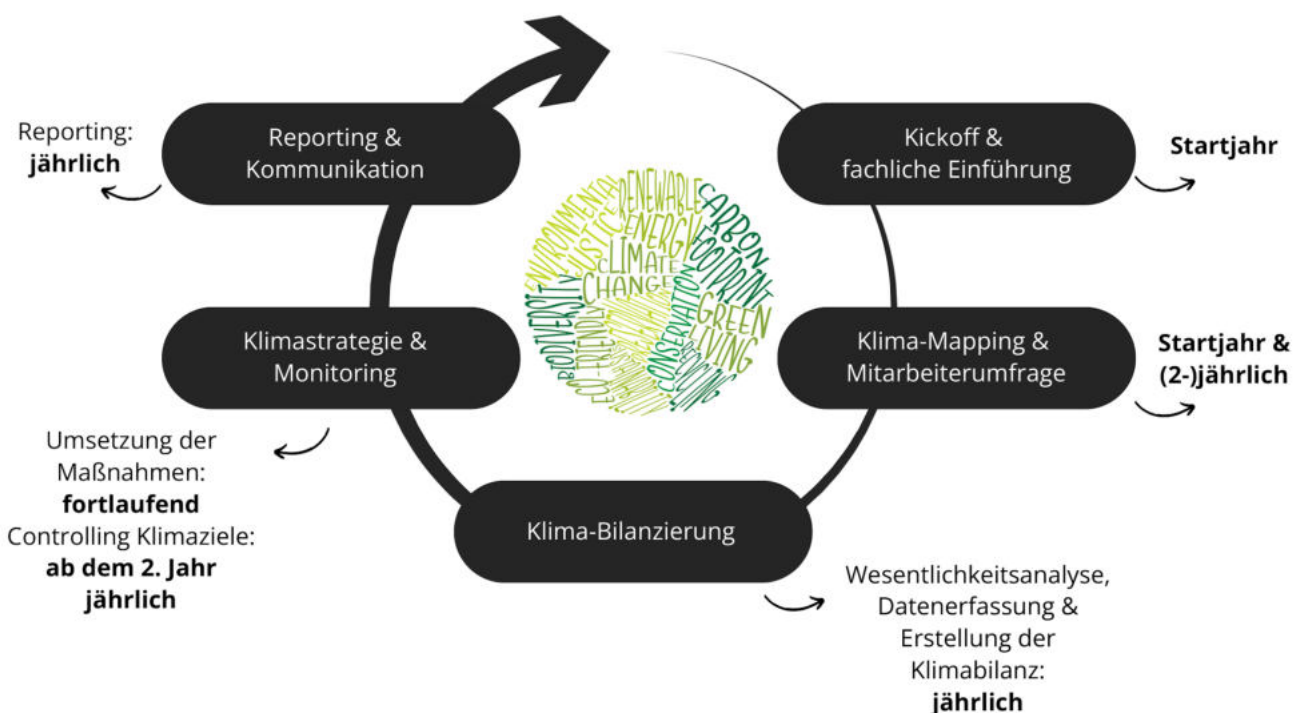 Reporting &
Kommunikation
Reporting:
jährlich
Kickoff &
fachliche Einführung
Startjahr
Klima-Mapping &
Mitarbeiterumfrage
Startjahr &
(2-)jährlich
Klima-Bilanzierung
Wesentlichkeitsanalyse,
Datenerfassung &
Erstellung der
Klimabilanz:
jährlich
Klimastrategie &
Monitoring
Umsetzung der
Maßnahmen:
fortlaufend
Controlling Klimaziele:
ab dem 2. Jahr
jährlich
ENVIRONMENTAL
JUSTICE
RENEWABLE
ENERGY
CARBON
FOOTPRINT
CLIMATE
CHANGE
BIODIVERSITY
ECO-FRIENDLY
CONSERVATION
GREEN
LIVING
RECYCLING